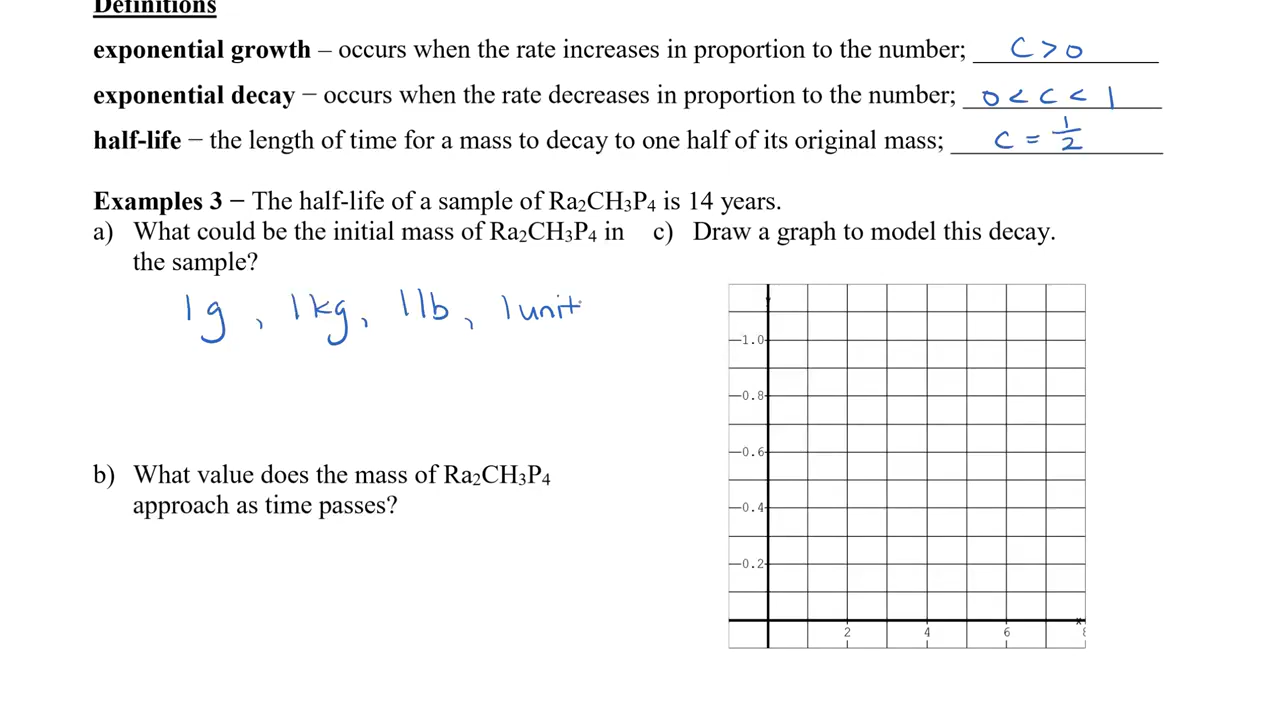 Definitions
exponential growth – occurs when the rate increases in proportion to the number; C > 0
exponential decay − occurs when the rate decreases in proportion to the number; 0 < C < 1
half-life − the length of time for a mass to decay to one half of its original mass; C = 1/2
Examples 3 − The half-life of a sample of Ra₂CH₃P₄ is 14 years.
a) What could be the initial mass of Ra₂CH₃P₄ in
the sample?
1g, 1kg, 1lb, 1unit
b) What value does the mass of Ra₂CH₃P₄
approach as time passes?
c) Draw a graph to model this decay.
1.0
0.8
0.6
0.4
0.2
2 4 6 8
x